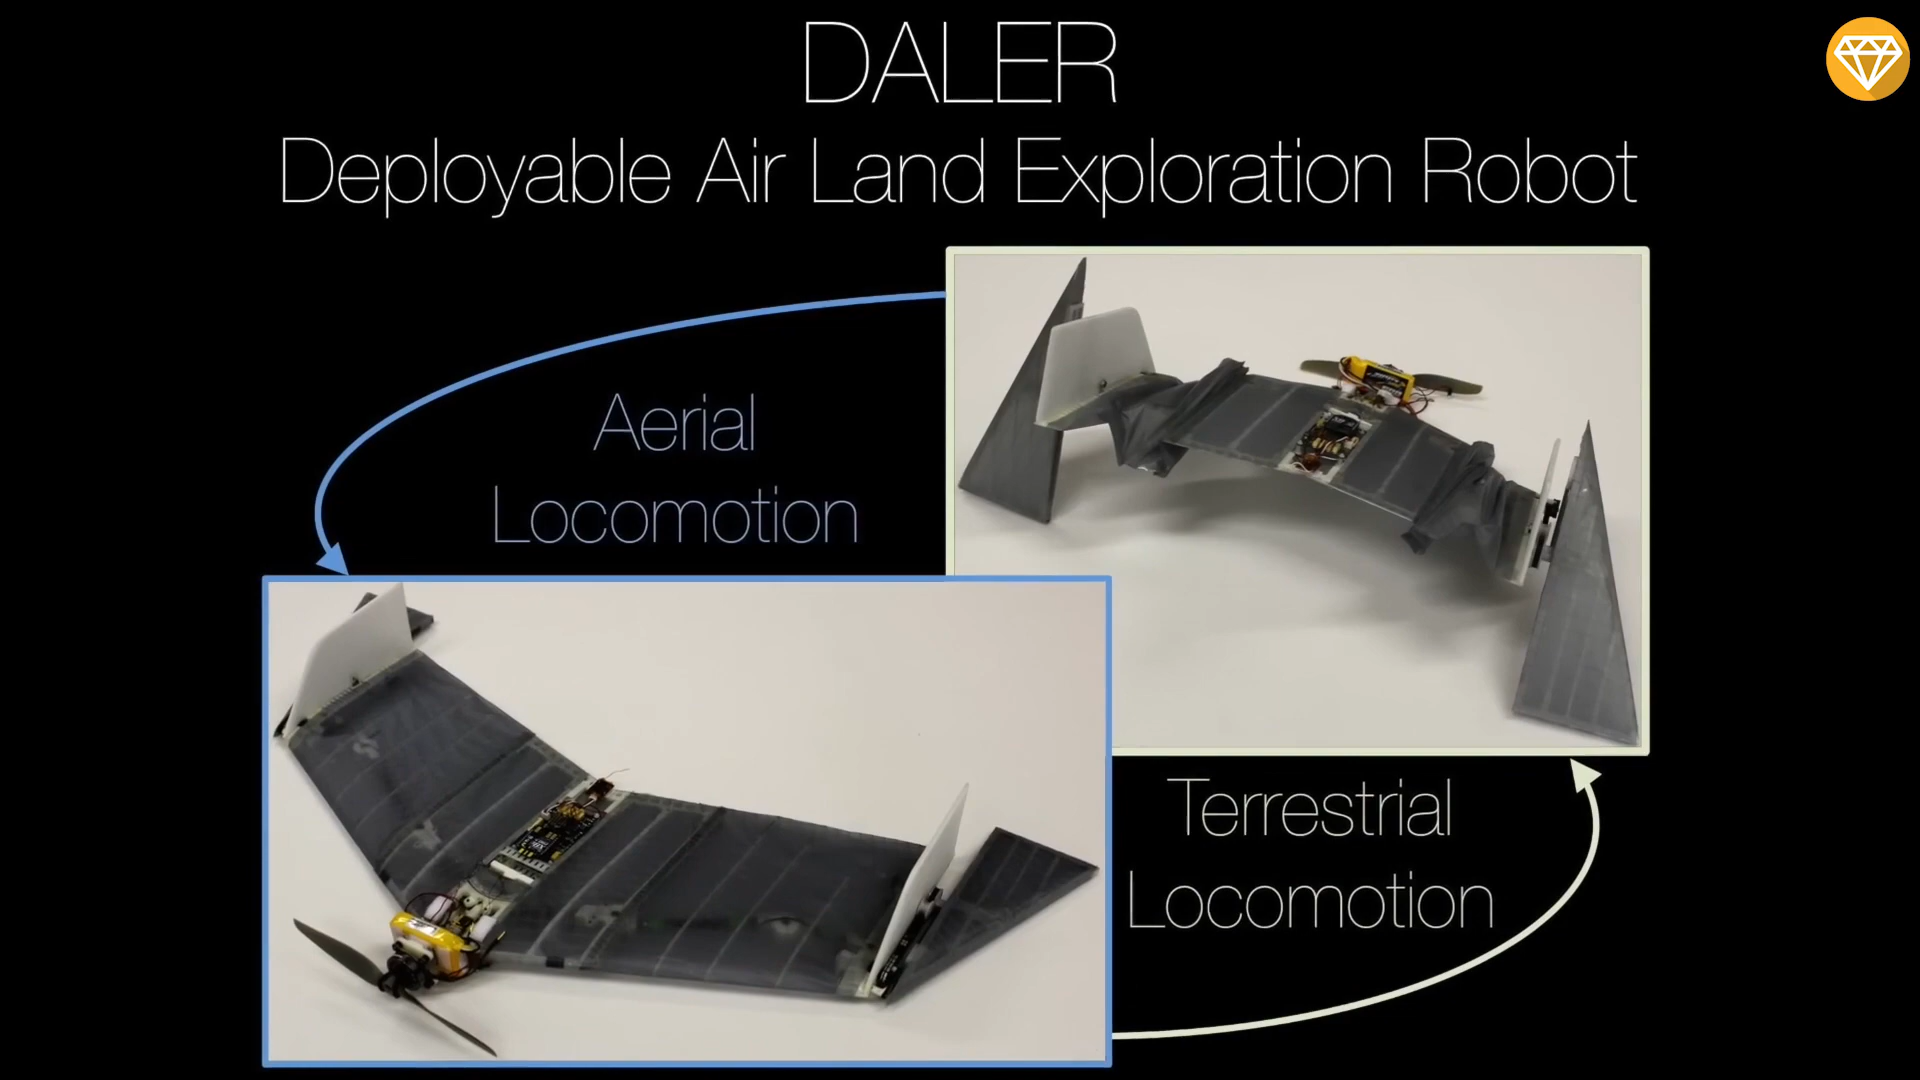 DALER
Deployable Air Land Exploration Robot
Aerial
Locomotion
Terrestrial
Locomotion